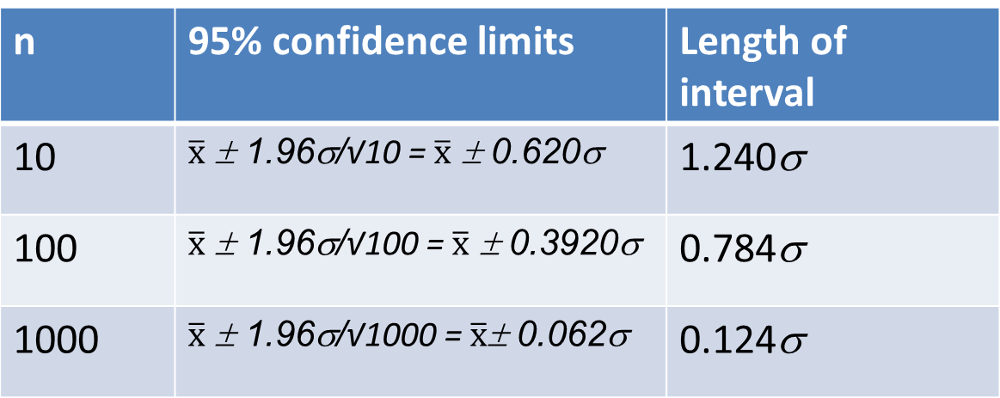 n 95% confidence limits Length of
interval
10 x̅ ± 1.96σ/√10 = x̅ ± 0.620σ 1.240σ
100 x̅ ± 1.96σ/√100 = x̅ ± 0.3920σ 0.784σ
1000 x̅ ± 1.96σ/√1000 = x̅± 0.062σ 0.124σ